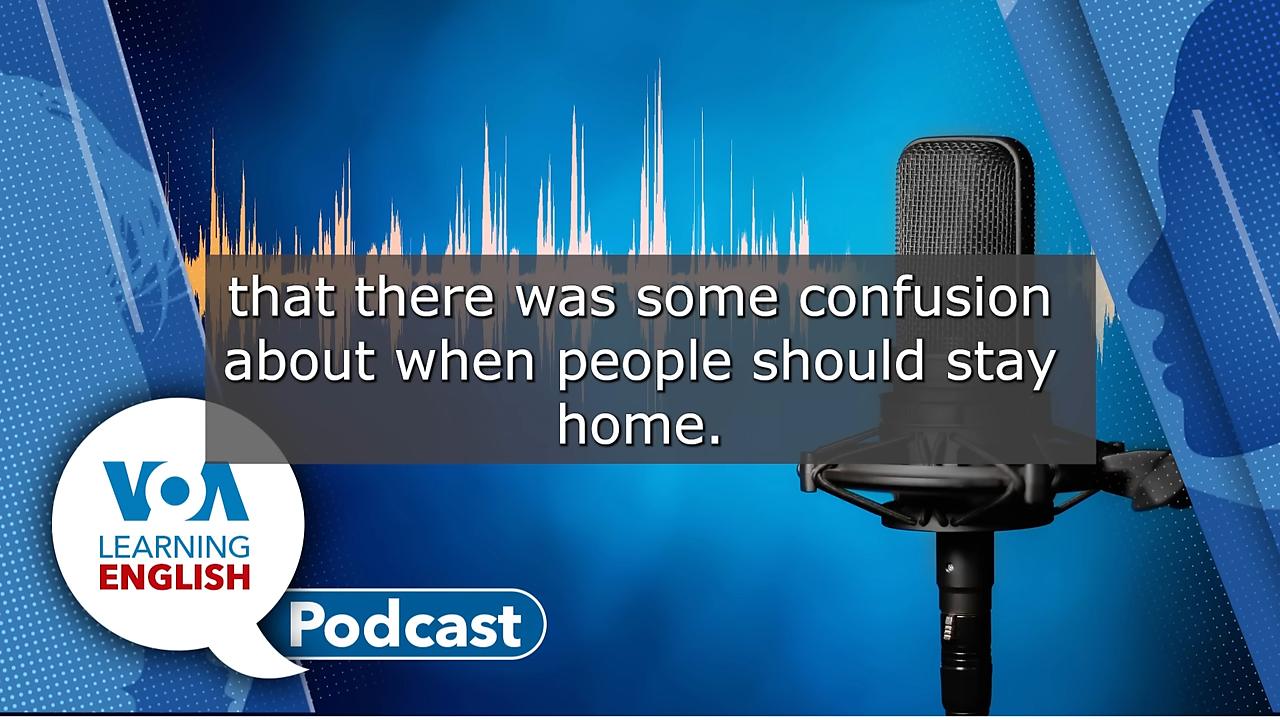 that there was some confusion
about when people should stay
home.
VOA
LEARNING
ENGLISH
Podcast